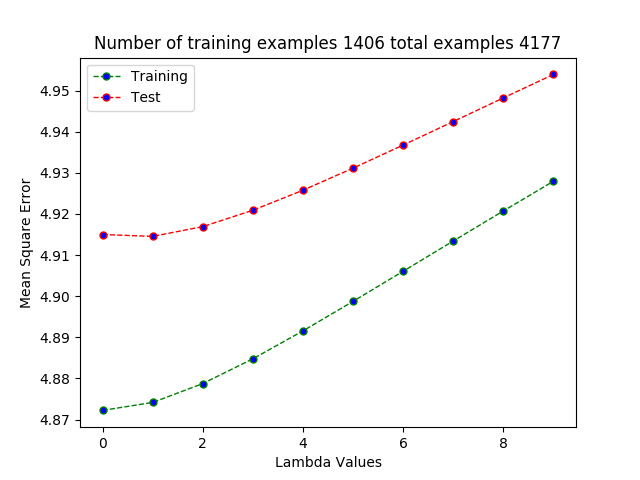 Number of training examples 1406 total examples 4177
Training
Test
4.95
4.94
4.93
4.92
4.91
4.90
4.89
4.88
4.87
Mean Square Error
0 2 4 6 8
Lambda Values